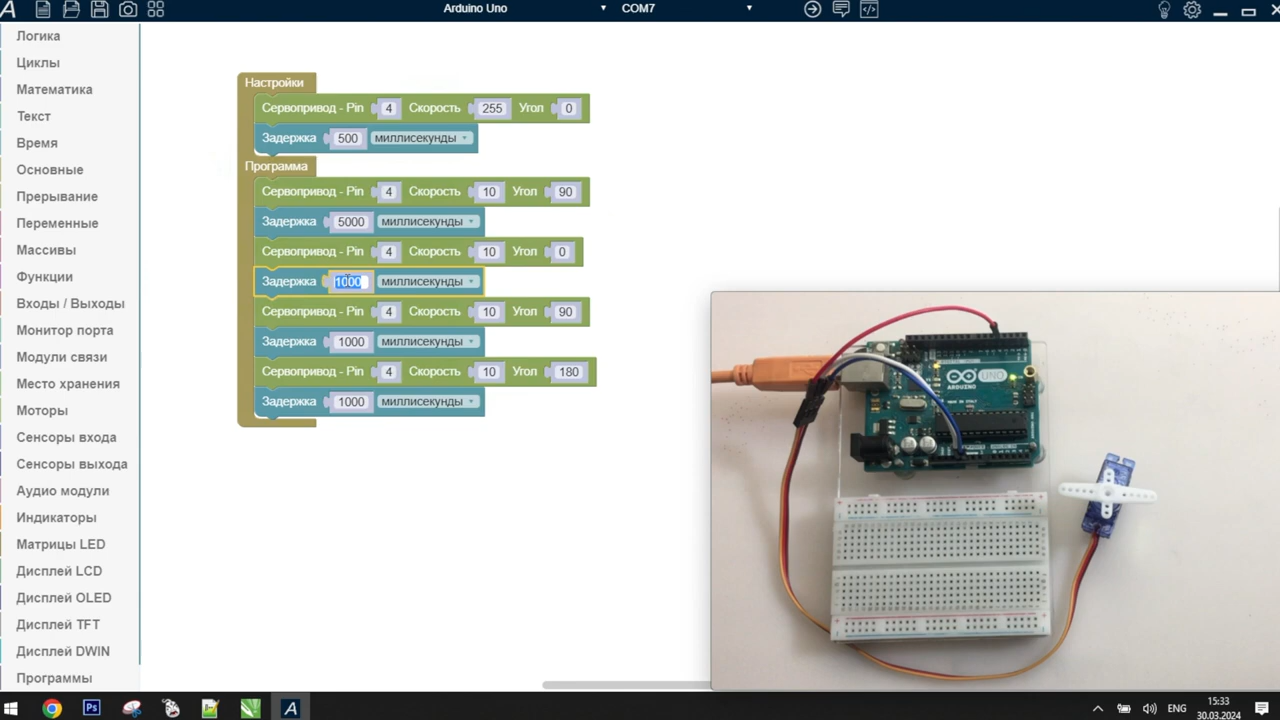 Arduino Uno
COM7
Логика
Циклы
Математика
Текст
Время
Основные
Прерывание
Переменные
Массивы
Функции
Входы / Выходы
Монитор порта
Модули связи
Место хранения
Моторы
Сенсоры входа
Сенсоры выхода
Аудио модули
Индикаторы
Матрицы LED
Дисплей LCD
Дисплей OLED
Дисплей TFT
Дисплей DWIN
Программы
Настройки
Сервопривод - Pin 4 Скорость 255 Угол 0
Задержка 500 миллисекунды
Программа
Сервопривод - Pin 4 Скорость 10 Угол 90
Задержка 5000 миллисекунды
Сервопривод - Pin 4 Скорость 10 Угол 0
Задержка 1000 миллисекунды
Сервопривод - Pin 4 Скорость 10 Угол 90
Задержка 1000 миллисекунды
Сервопривод - Pin 4 Скорость 10 Угол 180
Задержка 1000 миллисекунды
UNO
ARDUINO
Ps
A
ENG
15:33
30.03.2024